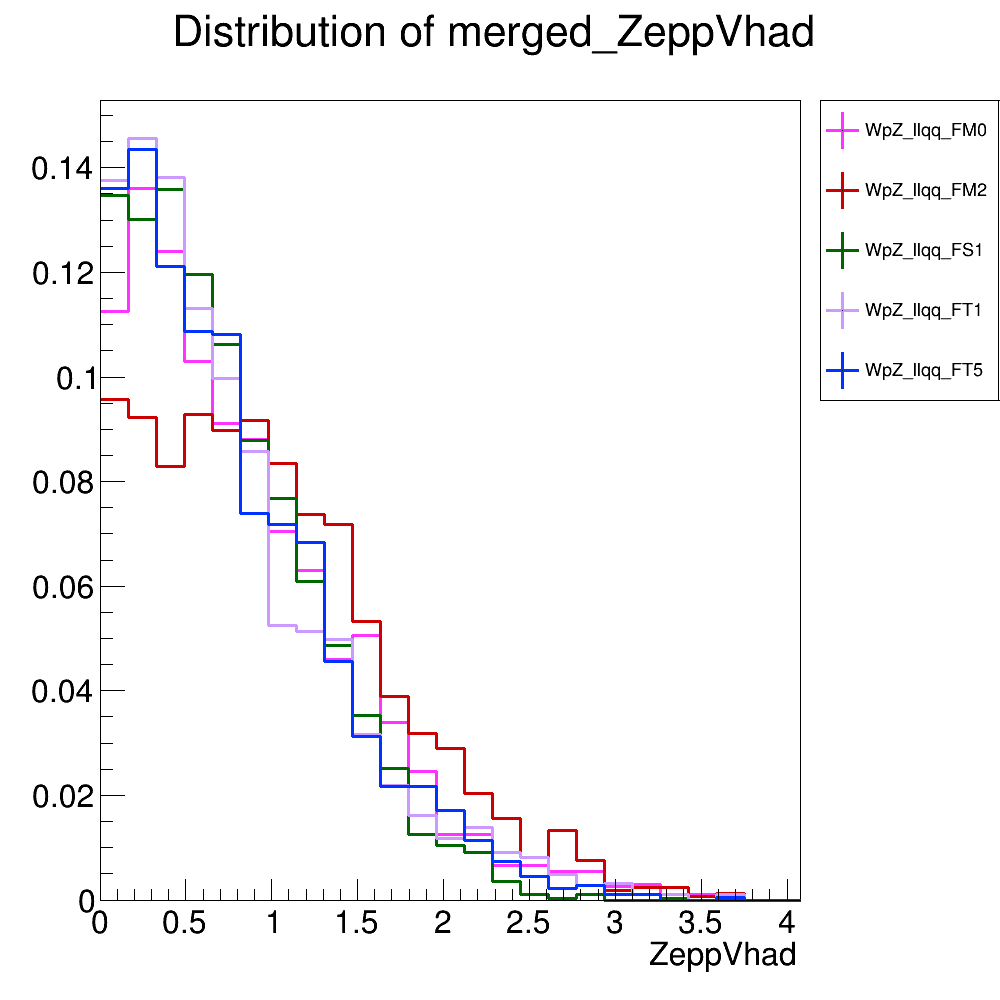 Distribution of merged_ZeppVhad
WpZ_llqq_FM0
WpZ_llqq_FM2
WpZ_llqq_FS1
WpZ_llqq_FT1
WpZ_llqq_FT5
0.14
0.12
0.1
0.08
0.06
0.04
0.02
0
0 0.5 1 1.5 2 2.5 3 3.5 4
ZeppVhad